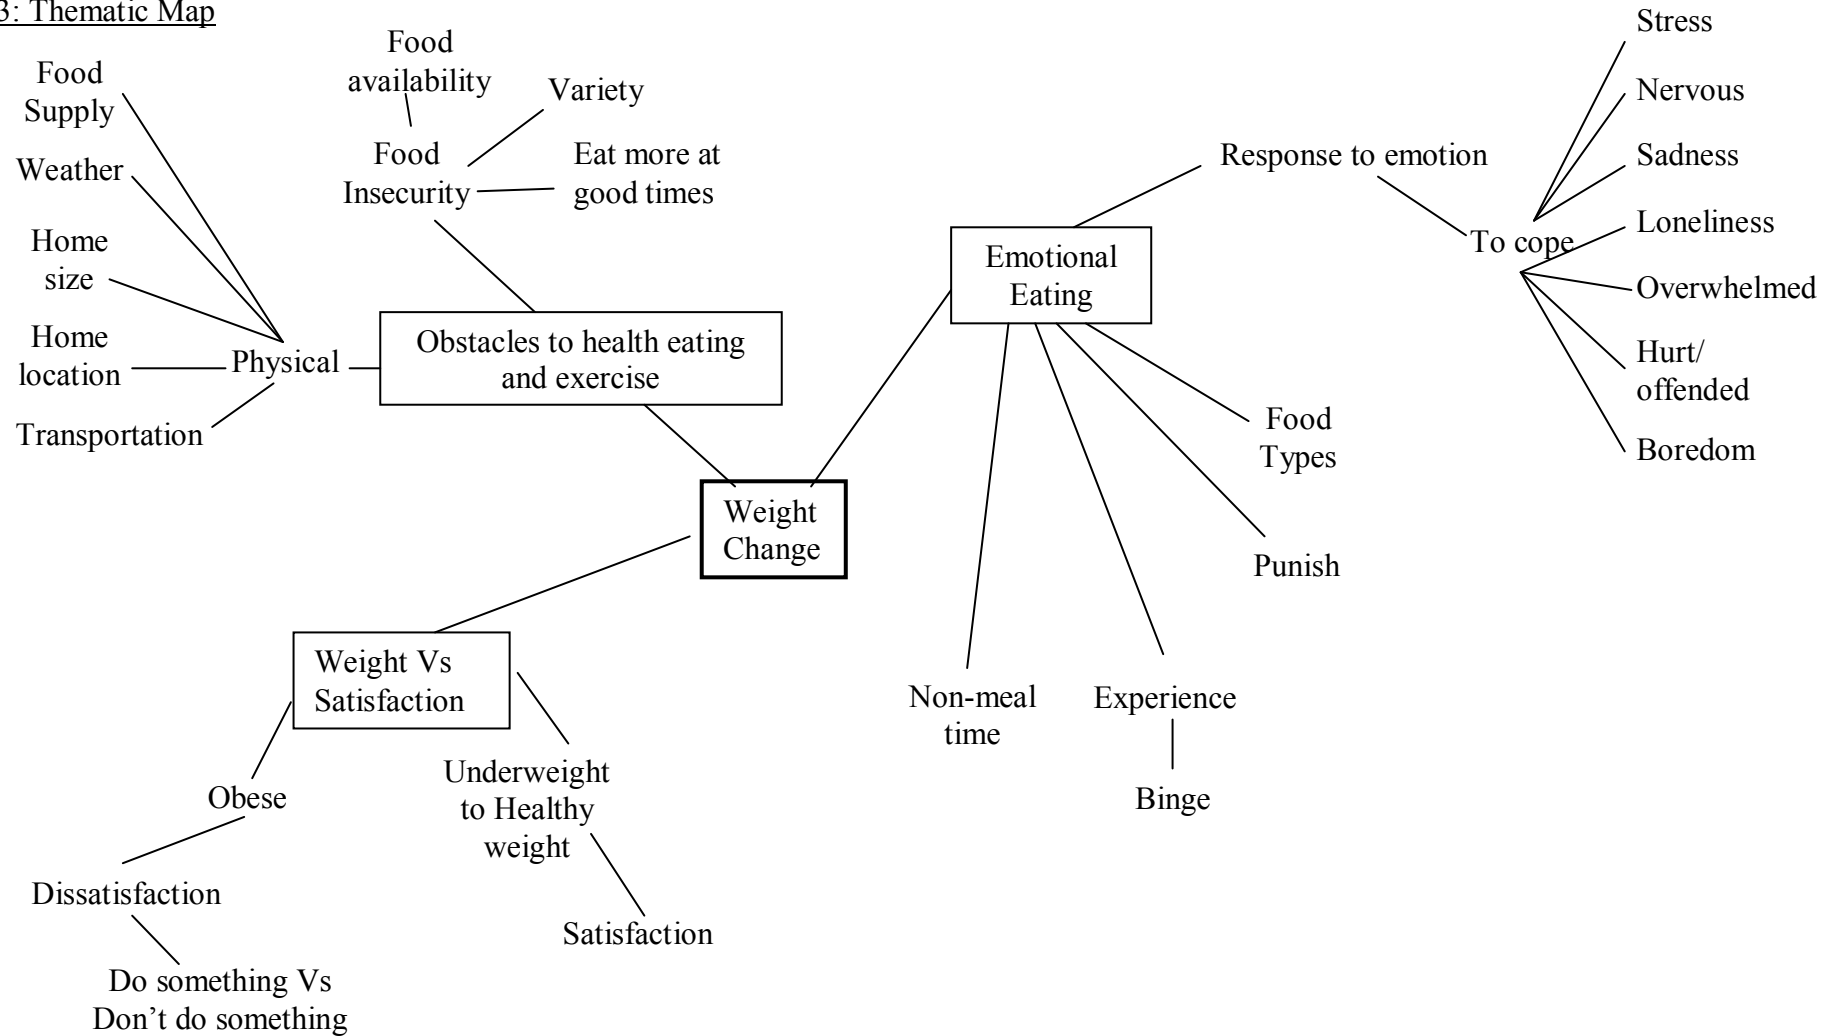 3: Thematic Map
Food
Supply
Weather
Home
size
Home
location
Transportation
Physical
Food
availability
Variety
Food
Insecurity
Eat more at
good times
Obstacles to health eating
and exercise
Weight
Change
Emotional
Eating
Response to emotion
To cope
Stress
Nervous
Sadness
Loneliness
Overwhelmed
Hurt/
offended
Boredom
Food
Types
Punish
Experience
Binge
Non-meal
time
Weight Vs
Satisfaction
Obese
Dissatisfaction
Do something Vs
Don’t do something
Underweight
to Healthy
weight
Satisfaction